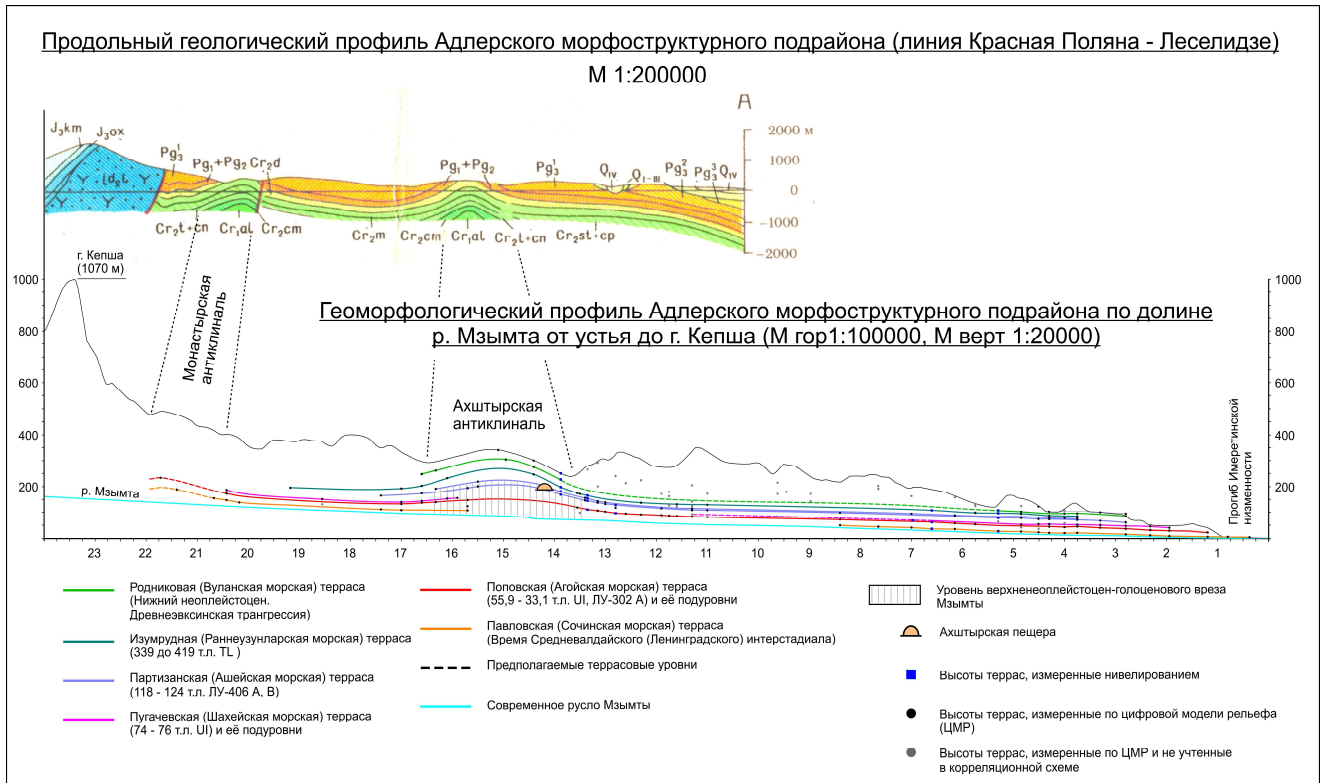 Продольный геологический профиль Адлерского морфоструктурного подрайона (линия Красная Поляна - Леселидзе)
М 1:200000
А
J₃km
J₃ox
Pg₃¹
Pg₁+Pg₂
Cr₂d
Pg₁+Pg₂
Pg₃¹
Q_IV
Q_I-III
Pg₃²
Pg₃³
Q_IV
2000 м
1000
0
-1000
-2000
Cr₂t+cn
Cr₁al
Cr₂cm
Cr₂m
Cr₂cm
Cr₁al
Cr₂t+cn
Cr₂st+cp
г. Кепша
(1070 м)
1000
800
600
400
200
Монастырская
антиклиналь
Геоморфологический профиль Адлерского морфоструктурного подрайона по долине
р. Мзымта от устья до г. Кепша (М гор1:100000, М верт 1:20000)
Ахштырская
антиклиналь
р. Мзымта
1000
800
600
400
200
Прогиб Имеретинской
низменности
23 22 21 20 19 18 17 16 15 14 13 12 11 10 9 8 7 6 5 4 3 2 1
Родниковая (Вуланская морская) терраса
(Нижний неоплейстоцен.
Древнеэвксинская трангрессия)
Изумрудная (Раннеузунларская морская) терраса
(339 до 419 т.л. TL )
Партизанская (Ашейская морская) терраса
(118 - 124 т.л. ЛУ-406 А, В)
Пугачевская (Шахейская морская) терраса
(74 - 76 т.л. UI) и её подуровни
Поповская (Агойская морская) терраса
(55,9 - 33,1 т.л. UI, ЛУ-302 А) и её подуровни
Павловская (Сочинская морская) терраса
(Время Средневалдайского (Ленинградского) интерстадиала)
Предполагаемые террасовые уровни
Современное русло Мзымты
Уровень верхненеоплейстоцен-голоценового вреза
Мзымты
Ахштырская пещера
Высоты террас, измеренные нивелированием
Высоты террас, измеренные по цифровой модели рельефа
(ЦМР)
Высоты террас, измеренные по ЦМР и не учтенные
в корреляционной схеме